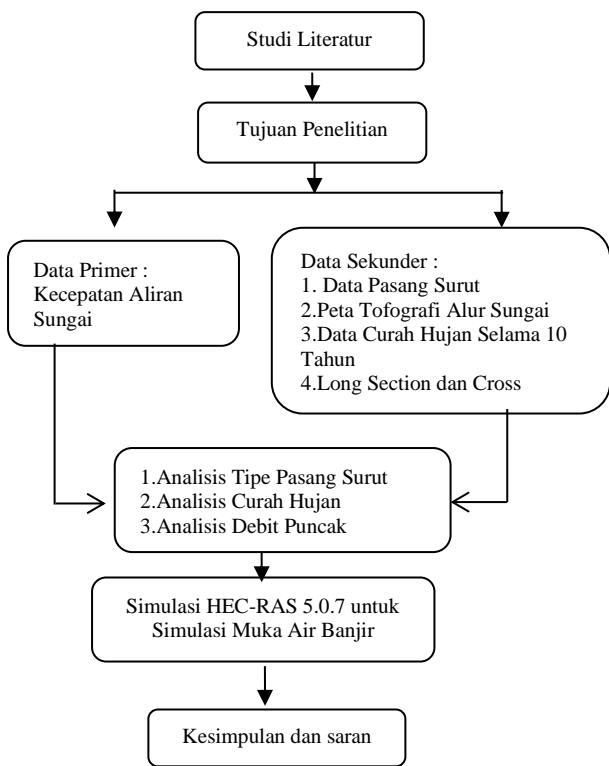 Studi Literatur
Tujuan Penelitian
Data Primer :
Kecepatan Aliran
Sungai
Data Sekunder :
1. Data Pasang Surut
2.Peta Tofografi Alur Sungai
3.Data Curah Hujan Selama 10
Tahun
4.Long Section dan Cross
1.Analisis Tipe Pasang Surut
2.Analisis Curah Hujan
3.Analisis Debit Puncak
Simulasi HEC-RAS 5.0.7 untuk
Simulasi Muka Air Banjir
Kesimpulan dan saran